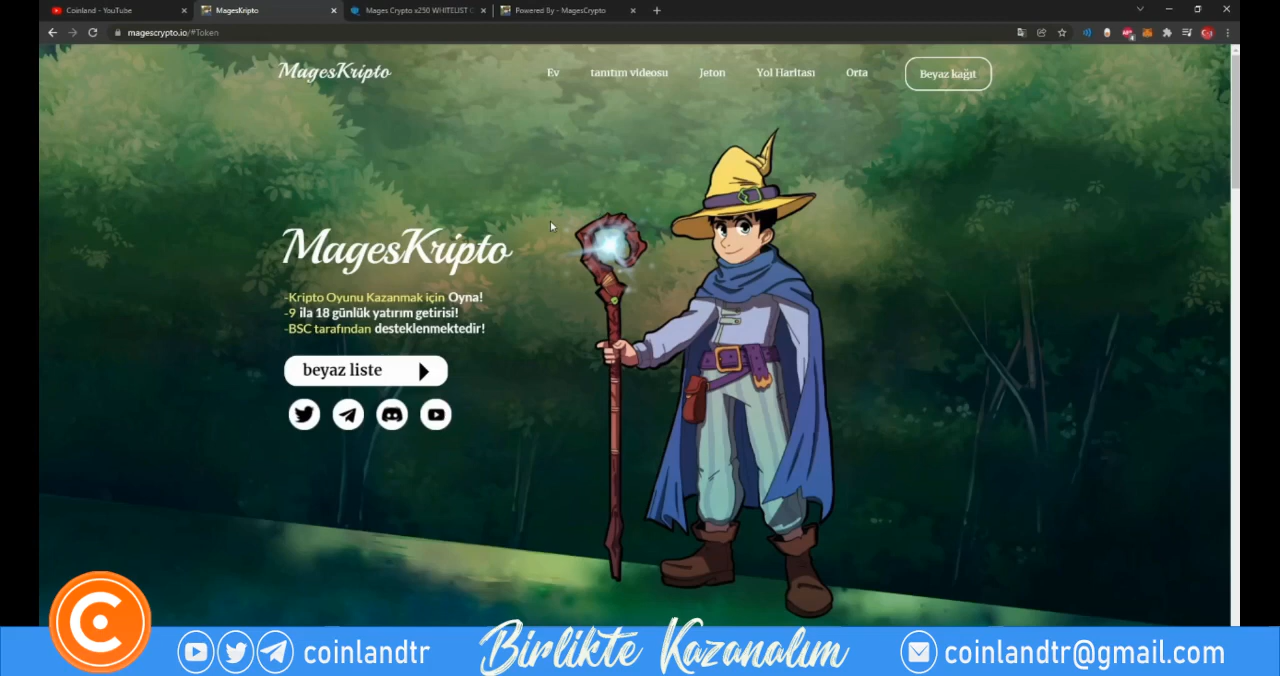 Coinland - YouTube
MagesKripto
Mages Crypto x250 WHITELIST
Powered By - MagesCrypto
magescrypto.io/#Token
MagesKripto
Ev
tanıtım videosu
Jeton
Yol Haritası
Orta
Beyaz kağıt
MagesKripto
-Kripto Oyunu Kazanmak için Oyna!
-9 ila 18 günlük yatırım getirisi!
-BSC tarafından desteklenmektedir!
beyaz liste
coinlandtr
Birlikte Kazanalım
coinlandtr@gmail.com